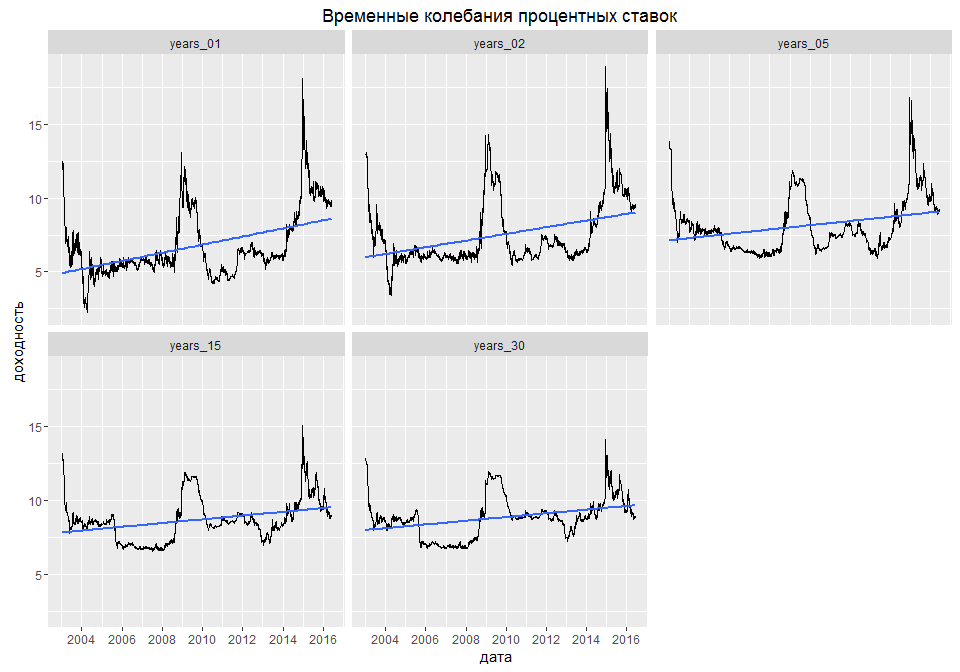 Временные колебания процентных ставок
years_01 years_02 years_05
15
10
5
years_15 years_30
15
10
5
доходность
2004 2006 2008 2010 2012 2014 2016 2004 2006 2008 2010 2012 2014 2016
дата